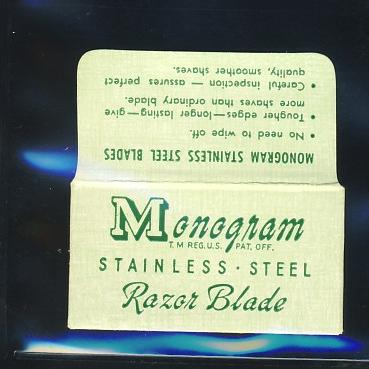 MONOGRAM STAINLESS STEEL BLADES
• No need to wipe off.
• Tougher edges—longer lasting—give
more shaves than ordinary blade.
• Careful inspection — assures perfect
quality, smoother shaves.
Monogram
T.M REG.U.S. PAT. OFF.
STAINLESS · STEEL
Razor Blade